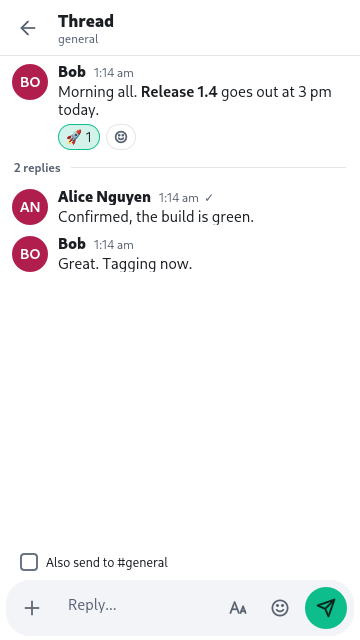 Thread
general
BO
Bob 1:14 am
Morning all. Release 1.4 goes out at 3 pm
today.
🚀 1
2 replies
AN
Alice Nguyen 1:14 am ✓
Confirmed, the build is green.
BO
Bob 1:14 am
Great. Tagging now.
Also send to #general
Reply...
AA